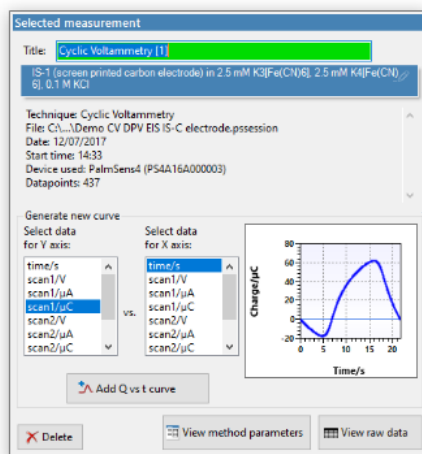 Selected measurement
Title: Cyclic Voltammetry [1]
IS-1 (screen printed carbon electrode) in 2.5 mM K3[Fe(CN)6], 2.5 mM K4[Fe(CN)
6], 0.1 M KCl
Technique: Cyclic Voltammetry
File: C:\...\Demo CV DPV EIS IS-C electrode.pssession
Date: 12/07/2017
Start time: 14:33
Device used: PalmSens4 (PS4A16A000003)
Datapoints: 437
Generate new curve
Select data
for Y axis:
time/s
scan1/V
scan1/µA
scan1/µC
scan2/V
scan2/µA
scan2/µC
vs.
Select data
for X axis:
time/s
scan1/V
scan1/µA
scan1/µC
scan2/V
scan2/µA
scan2/µC
Charge/µC
80
60
40
20
0
-20
0 5 10 15 20
Time/s
Add Q vs t curve
Delete
View method parameters
View raw data